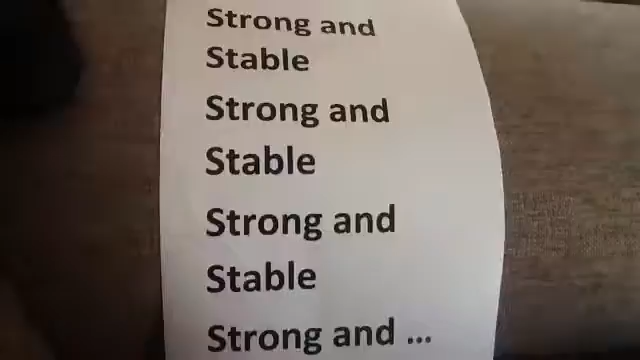 Strong and
Stable
Strong and
Stable
Strong and
Stable
Strong and ...